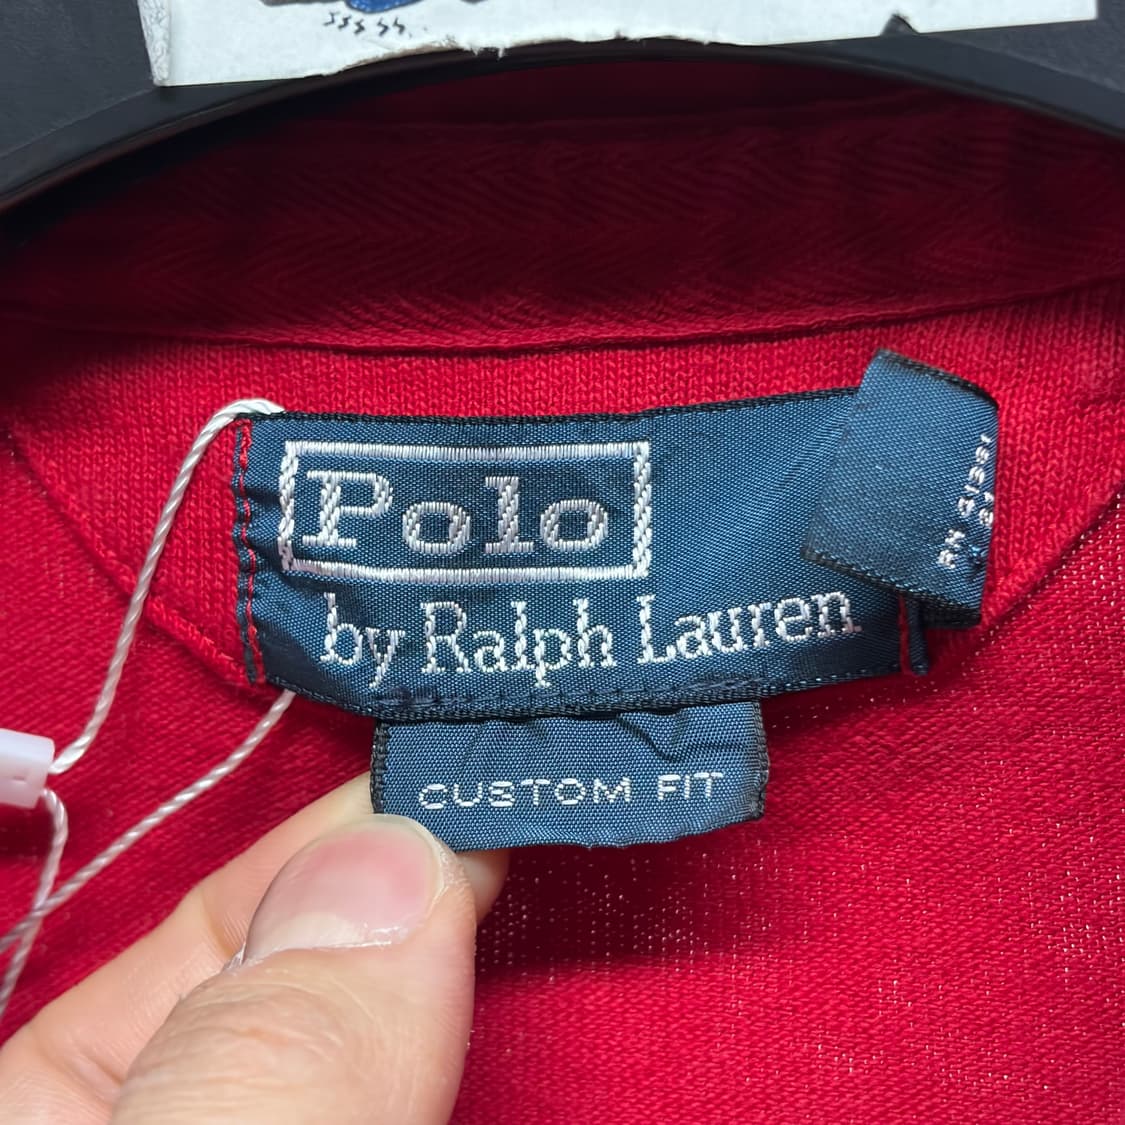 Polo
by Ralph Lauren
CUSTOM FIT